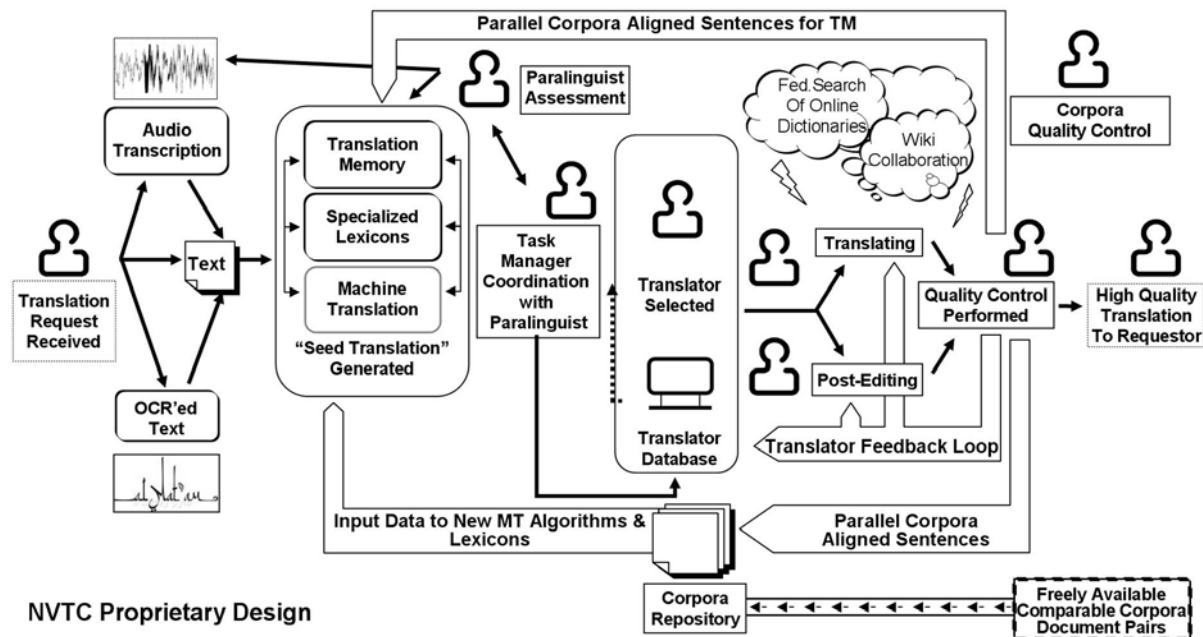 Parallel Corpora Aligned Sentences for TM
Paralinguist
Assessment
Fed.Search
Of Online
Dictionaries
Wiki
Collaboration
Corpora
Quality Control
Audio
Transcription
Translation
Memory
Specialized
Lexicons
Machine
Translation
"Seed Translation"
Generated
Text
Translation
Request
Received
OCR'ed
Text
Task
Manager
Coordination
with
Paralinguist
Translator
Selected
Translator
Database
Translating
Post-Editing
Quality Control
Performed
High Quality
Translation
To Requestor
Translator Feedback Loop
Input Data to New MT Algorithms &
Lexicons
Parallel Corpora
Aligned Sentences
Corpora
Repository
Freely Available
Comparable Corpora
Document Pairs
NVTC Proprietary Design